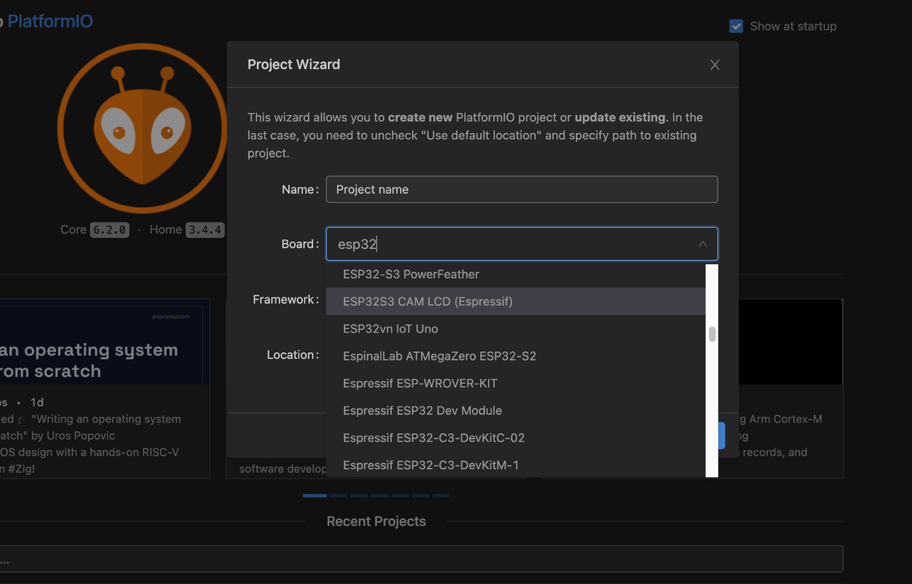 PlatformIO
Show at startup
Project Wizard
This wizard allows you to create new PlatformIO project or update existing. In the
last case, you need to uncheck "Use default location" and specify path to existing
project.
Name:
Project name
Core 6.2.0 · Home 3.4.4
Board:
esp32
ESP32-S3 PowerFeather
Framework:
ESP32S3 CAM LCD (Espressif)
popovicu.com
ESP32vn IoT Uno
an operating system
from scratch
Location:
EspinalLab ATMegaZero ESP32-S2
Espressif ESP-WROVER-KIT
• 1d
Espressif ESP32 Dev Module
"Writing an operating system
g Arm Cortex-M
by Uros Popovic
Espressif ESP32-C3-DevKitC-02
OS design with a hands-on RISC-V
records, and
#Zig!
software develop
Espressif ESP32-C3-DevKitM-1
Recent Projects
...